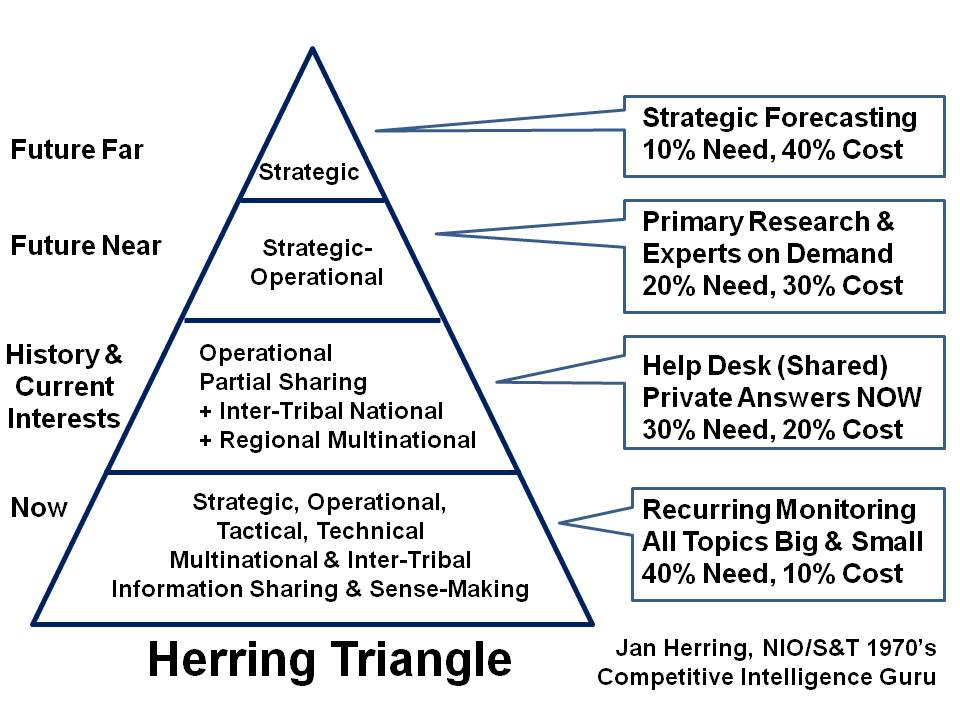 Future Far
Strategic
Strategic Forecasting
10% Need, 40% Cost
Future Near
Strategic-
Operational
Primary Research &
Experts on Demand
20% Need, 30% Cost
History &
Current
Interests
Operational
Partial Sharing
+ Inter-Tribal National
+ Regional Multinational
Help Desk (Shared)
Private Answers NOW
30% Need, 20% Cost
Now
Strategic, Operational,
Tactical, Technical
Multinational & Inter-Tribal
Information Sharing & Sense-Making
Recurring Monitoring
All Topics Big & Small
40% Need, 10% Cost
Herring Triangle
Jan Herring, NIO/S&T 1970’s
Competitive Intelligence Guru